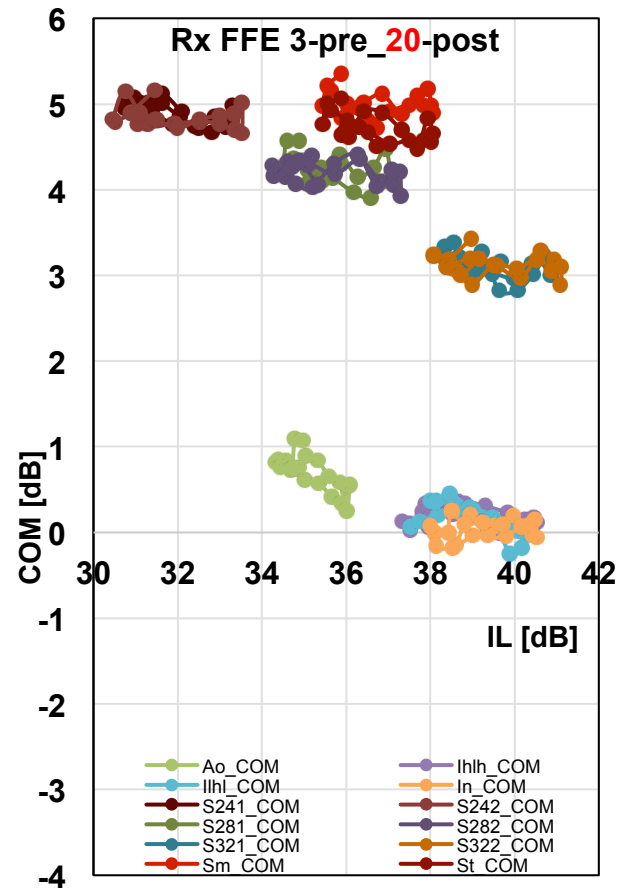 Rx FFE 3-pre_20-post
6
5
4
3
2
1
0
-1
-2
-3
-4
COM [dB]
30 32 34 36 38 40 42
IL [dB]
Ao_COM Ihlh_COM
Ilhl_COM In_COM
S241_COM S242_COM
S281_COM S282_COM
S321_COM S322_COM
Sm_COM St_COM